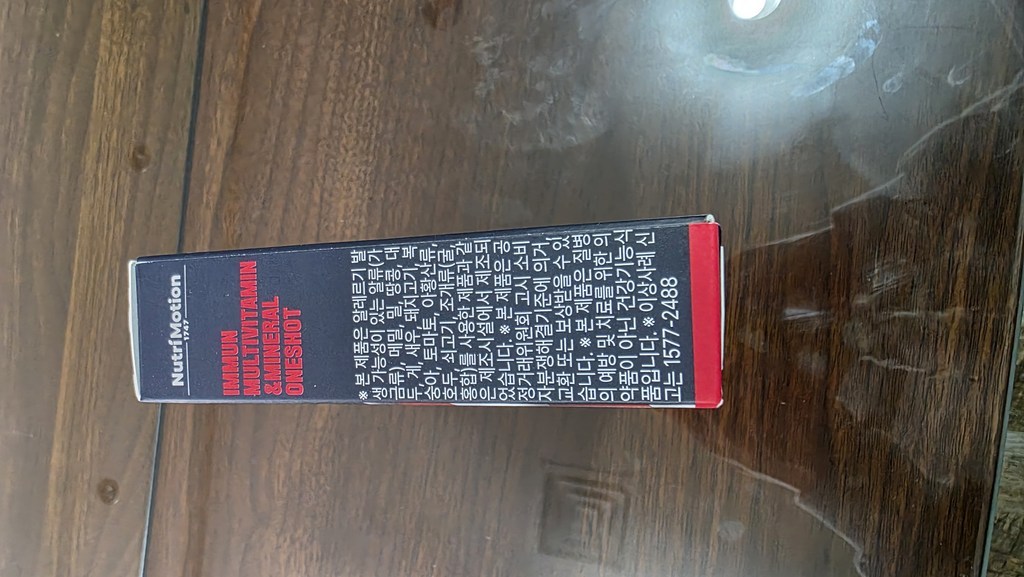 NutriMotion
1747
IMMUN
MULTIVITAMIN
& MINERAL
ONESHOT
※ 본 제품은 알레르기 발
생 가능성이 있는 알류(가
금류), 메밀, 밀, 땅콩, 대
두, 게, 새우, 돼지고기, 복
숭아, 토마토, 아황산류,
호두, 쇠고기, 조개류(굴,
홍합)를 사용한 제품과 같
은 제조시설에서 제조되
었습니다. ※ 본 제품은 공
정거래위원회 고시 소비
자분쟁해결기준에 의거,
교환 또는 보상받을 수 있
습니다. ※ 본 제품은 질병
의 예방 및 치료를 위한 의
약품이 아닌 건강기능식
품입니다. ※ 이상사례 신
고는 1577-2488